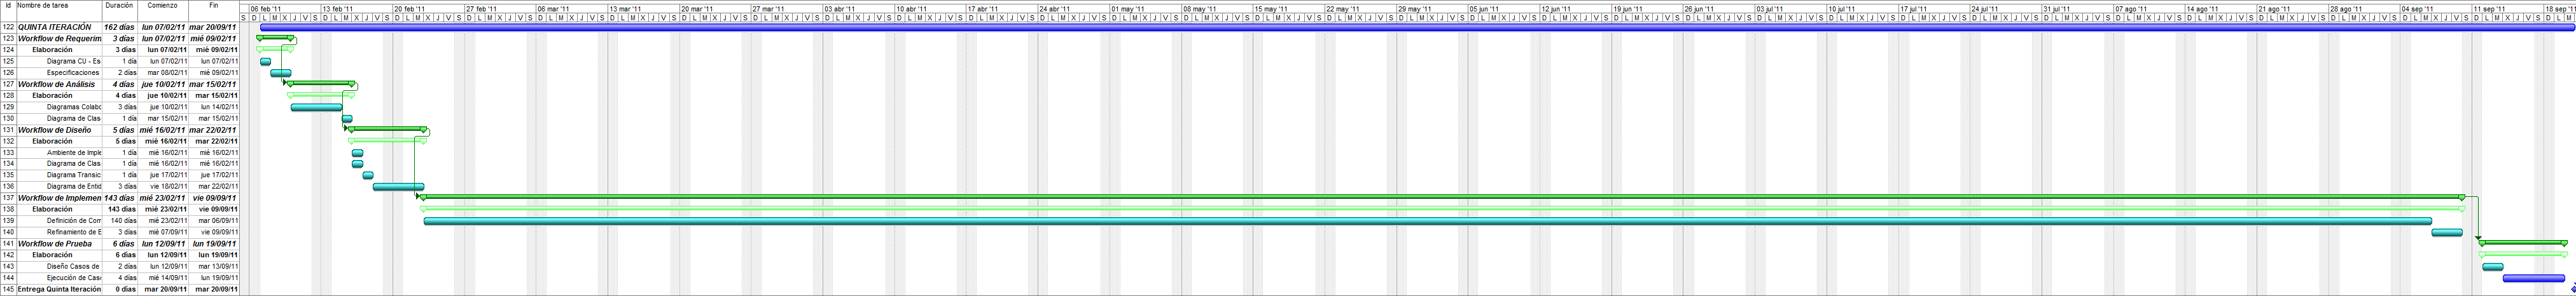 Id Nombre de tarea Duración Comienzo Fin
06 feb '11 13 feb '11 20 feb '11 27 feb '11 06 mar '11 13 mar '11 20 mar '11 27 mar '11 03 abr '11 10 abr '11 17 abr '11 24 abr '11 01 may '11 08 may '11 15 may '11 22 may '11 29 may '11 05 jun '11 12 jun '11 19 jun '11 26 jun '11 03 jul '11 10 jul '11 17 jul '11 24 jul '11 31 jul '11 07 ago '11 14 ago '11 21 ago '11 28 ago '11 04 sep '11 11 sep '11 18 sep '11
122 QUINTA ITERACIÓN 162 días lun 07/02/11 mar 20/09/11
123 Workflow de Requerim 3 días lun 07/02/11 mié 09/02/11
124 Elaboración 3 días lun 07/02/11 mié 09/02/11
125 Diagrama CU - Es 1 día lun 07/02/11 lun 07/02/11
126 Especificaciones 2 días mar 08/02/11 mié 09/02/11
127 Workflow de Análisis 4 días jue 10/02/11 mar 15/02/11
128 Elaboración 4 días jue 10/02/11 mar 15/02/11
129 Diagramas Colabo 3 días jue 10/02/11 lun 14/02/11
130 Diagrama de Clas 1 día mar 15/02/11 mar 15/02/11
131 Workflow de Diseño 5 días mié 16/02/11 mar 22/02/11
132 Elaboración 5 días mié 16/02/11 mar 22/02/11
133 Ambiente de Imple 1 día mié 16/02/11 mié 16/02/11
134 Diagrama de Clas 1 día mié 16/02/11 mié 16/02/11
135 Diagrama Transic 1 día jue 17/02/11 jue 17/02/11
136 Diagrama de Entid 3 días vie 18/02/11 mar 22/02/11
137 Workflow de Implemen 143 días mié 23/02/11 vie 09/09/11
138 Elaboración 143 días mié 23/02/11 vie 09/09/11
139 Definición de Com 140 días mié 23/02/11 mar 06/09/11
140 Refinamiento de E 3 días mié 07/09/11 vie 09/09/11
141 Workflow de Prueba 6 días lun 12/09/11 lun 19/09/11
142 Elaboración 6 días lun 12/09/11 lun 19/09/11
143 Diseño Casos de 2 días lun 12/09/11 mar 13/09/11
144 Ejecución de Cas 4 días mié 14/09/11 lun 19/09/11
145 Entrega Quinta Iteración 0 días mar 20/09/11 mar 20/09/11